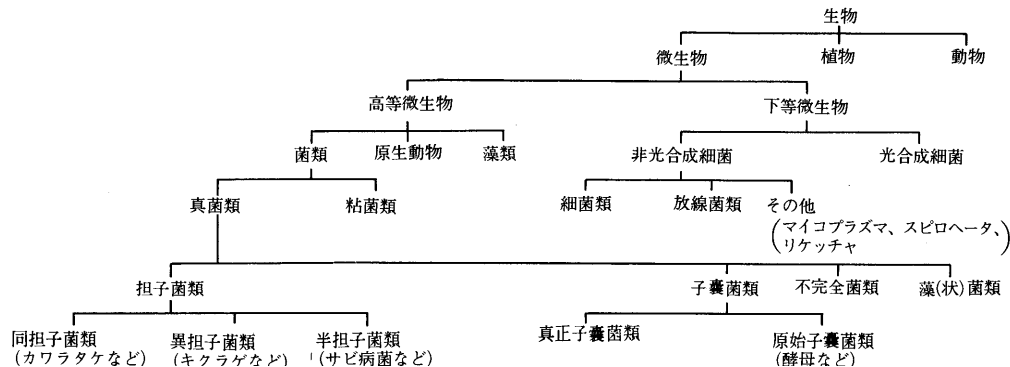 生物
微生物
植物
動物
高等微生物
下等微生物
菌類
原生動物
藻類
非光合成細菌
光合成細菌
真菌類
粘菌類
細菌類
放線菌類
その他
(マイコプラズマ、スピロヘータ、
リケッチャ)
担子菌類
子嚢菌類
不完全菌類
藻(状)菌類
同担子菌類
(カワラタケなど)
異担子菌類
(キクラゲなど)
半担子菌類
(サビ病菌など)
真正子嚢菌類
原始子嚢菌類
(酵母など)